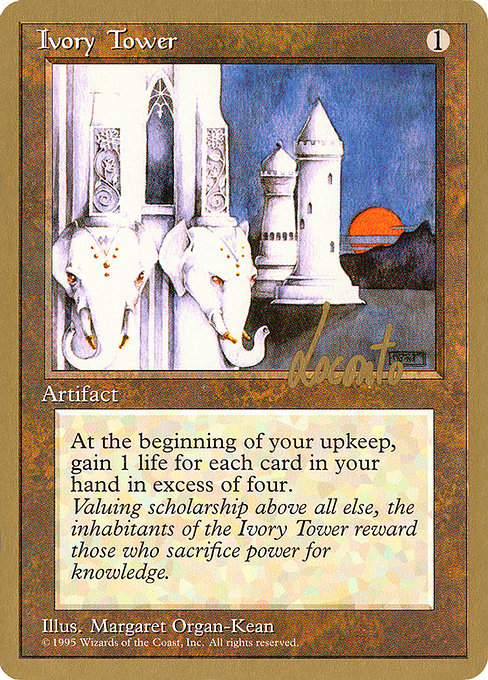 Ivory Tower 1
Locanto
Artifact
At the beginning of your upkeep,
gain 1 life for each card in your
hand in excess of four.
Valuing scholarship above all else, the
inhabitants of the Ivory Tower reward
those who sacrifice power for
knowledge.
Illus. Margaret Organ-Kean
© 1995 Wizards of the Coast, Inc. All rights reserved.